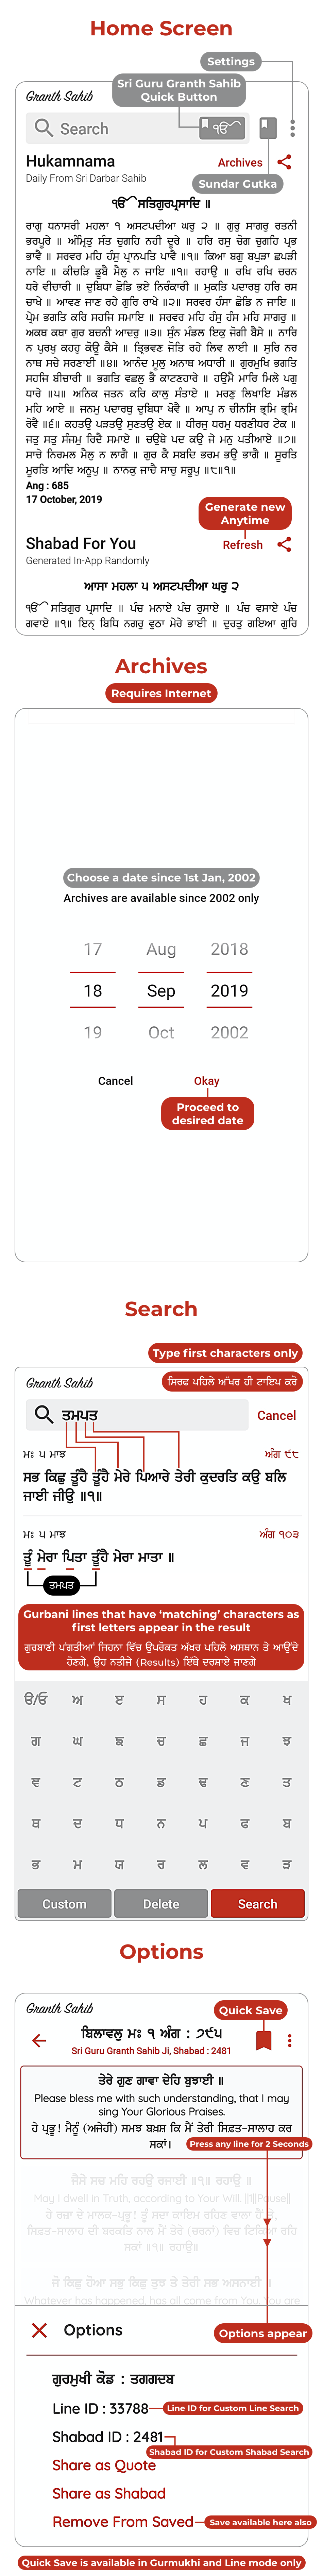 Home Screen
Settings
Sri Guru Granth Sahib
Quick Button
Granth Sahib
Search
ੴ
Hukamnama
Archives
Daily From Sri Darbar Sahib
Sundar Gutka
ੴ ਸਤਿਗੁਰਪ੍ਰਸਾਦਿ ॥
ਰਾਗੁ ਧਨਾਸਰੀ ਮਹਲਾ ੧ ਅਸਟਪਦੀਆ ਘਰੁ ੨ ॥ ਗੁਰੁ ਸਾਗਰੁ ਰਤਨੀ
ਭਰਪੂਰੇ ॥ ਅੰਮ੍ਰਿਤੁ ਸੰਤ ਚੁਗਹਿ ਨਹੀ ਦੂਰੇ ॥ ਹਰਿ ਰਸੁ ਚੋਗ ਚੁਗਹਿ ਪ੍ਰਭ
ਭਾਵੈ ॥ ਸਰਵਰ ਮਹਿ ਹੰਸੁ ਪ੍ਰਾਨਪਤਿ ਪਾਵੈ ॥੧॥ ਕਿਆ ਬਗੁ ਬਪੁੜਾ ਛਪੜੀ
ਨਾਇ ॥ ਕੀਚੜਿ ਡੂਬੈ ਮੈਲੁ ਨ ਜਾਇ ॥੧॥ ਰਹਾਉ ॥ ਰਖਿ ਰਖਿ ਚਰਨ
ਧਰੇ ਵੀਚਾਰੀ ॥ ਦੁਬਿਧਾ ਛੋਡਿ ਭਏ ਨਿਰੰਕਾਰੀ ॥ ਮੁਕਤਿ ਪਦਾਰਥੁ ਹਰਿ ਰਸ
ਚਾਖੇ ॥ ਆਵਣ ਜਾਣ ਰਹੇ ਗੁਰਿ ਰਾਖੇ ॥੨॥ ਸਰਵਰ ਹੰਸਾ ਛੋਡਿ ਨ ਜਾਇ ॥
ਪ੍ਰੇਮ ਭਗਤਿ ਕਰਿ ਸਹਜਿ ਸਮਾਇ ॥ ਸਰਵਰ ਮਹਿ ਹੰਸੁ ਹੰਸ ਮਹਿ ਸਾਗਰੁ ॥
ਅਕਥ ਕਥਾ ਗੁਰ ਬਚਨੀ ਆਦਰੁ ॥੩॥ ਸੁੰਨ ਮੰਡਲ ਇਕੁ ਜੋਗੀ ਬੈਸੇ ॥ ਨਾਰਿ
ਨ ਪੁਰਖੁ ਕਹਹੁ ਕੋਊ ਕੈਸੇ ॥ ਤ੍ਰਿਭਵਣ ਜੋਤਿ ਰਹੇ ਲਿਵ ਲਾਈ ॥ ਸੁਰਿ ਨਰ
ਨਾਥ ਸਚੇ ਸਰਣਾਈ ॥੪॥ ਆਨੰਦ ਮੂਲੁ ਅਨਾਥ ਅਧਾਰੀ ॥ ਗੁਰਮੁਖਿ ਭਗਤਿ
ਸਹਜਿ ਬੀਚਾਰੀ ॥ ਭਗਤਿ ਵਛਲ ਭੈ ਕਾਟਣਹਾਰੇ ॥ ਹਉਮੈ ਮਾਰਿ ਮਿਲੇ ਪਗੁ
ਧਾਰੇ ॥੫॥ ਅਨਿਕ ਜਤਨ ਕਰਿ ਕਾਲੁ ਸੰਤਾਏ ॥ ਮਰਣੁ ਲਿਖਾਇ ਮੰਡਲ
ਮਹਿ ਆਏ ॥ ਜਨਮੁ ਪਦਾਰਥੁ ਦੁਬਿਧਾ ਖੋਵੈ ॥ ਆਪੁ ਨ ਚੀਨਸਿ ਭ੍ਰਮਿ ਭ੍ਰਮਿ
ਰੋਵੈ ॥੬॥ ਕਹਤਉ ਪੜਤਉ ਸੁਣਤਉ ਏਕ ॥ ਧੀਰਜ ਧਰਮੁ ਧਰਣੀਧਰ ਟੇਕ ॥
ਜਤੁ ਸਤੁ ਸੰਜਮੁ ਰਿਦੈ ਸਮਾਏ ॥ ਚਉਥੇ ਪਦ ਕਉ ਜੇ ਮਨੁ ਪਤੀਆਏ ॥੭॥
ਸਾਚੇ ਨਿਰਮਲ ਮੈਲੁ ਨ ਲਾਗੈ ॥ ਗੁਰ ਕੈ ਸਬਦਿ ਭਰਮ ਭਉ ਭਾਗੈ ॥ ਸੂਰਤਿ
ਮੂਰਤਿ ਆਦਿ ਅਨੂਪੁ ॥ ਨਾਨਕੁ ਜਾਚੈ ਸਾਚੁ ਸਰੂਪੁ ॥੮॥੧॥
Ang : 685
17 October, 2019
Generate new
Anytime
Shabad For You
Refresh
Generated In-App Randomly
ਆਸਾ ਮਹਲਾ ੫ ਅਸਟਪਦੀਆ ਘਰੁ ੨
ੴ ਸਤਿਗੁਰ ਪ੍ਰਸਾਦਿ ॥ ਪੰਚ ਮਨਾਏ ਪੰਚ ਰੁਸਾਏ ॥ ਪੰਚ ਵਸਾਏ ਪੰਚ
ਗਵਾਏ ॥੧॥ ਇਨ੍ ਬਿਧਿ ਨਗਰੁ ਵੁਠਾ ਮੇਰੇ ਭਾਈ ॥ ਦੁਰਤੁ ਗਇਆ ਗੁਰਿ
Archives
Requires Internet
Choose a date since 1st Jan, 2002
Archives are available since 2002 only
17 Aug 2018
18 Sep 2019
19 Oct 2002
Cancel Okay
Proceed to
desired date
Search
Type first characters only
Granth Sahib
ਸਿਰਫ ਪਹਿਲੇ ਅੱਖਰ ਹੀ ਟਾਇਪ ਕਰੋ
ਤਮਪਤ
Cancel
ਮਃ ੫ ਮਾਝ
ਅੰਗ ੯੮
ਸਭ ਕਿਛੁ ਤੂੰਹੈ ਤੂੰਹੈ ਮੇਰੇ ਪਿਆਰੇ ਤੇਰੀ ਕੁਦਰਤਿ ਕਉ ਬਲਿ
ਜਾਈ ਜੀਉ ॥੧॥
ਮਃ ੫ ਮਾਝ
ਅੰਗ ੧੦੩
ਤੂੰ ਮੇਰਾ ਪਿਤਾ ਤੂੰਹੈ ਮੇਰਾ ਮਾਤਾ ॥
ਤਮਪਤ
Gurbani lines that have ‘matching’ characters as
first letters appear in the result
ਗੁਰਬਾਣੀ ਪੰਗਤੀਆਂ ਜਿਹਨਾ ਵਿੱਚ ਉਪਰੋਕਤ ਅੱਖਰ ਪਹਿਲੇ ਅਸਥਾਨ ਤੇ ਆਉਂਦੇ
ਹੋਣਗੇ, ਉਹ ਨਤੀਜੇ (Results) ਇੱਥੇ ਦਰਸਾਏ ਜਾਣਗੇ
ੳ/ਓ ਅ ੲ ਸ ਹ ਕ ਖ
ਗ ਘ ਙ ਚ ਛ ਜ ਝ
ਞ ਟ ਠ ਡ ਢ ਣ ਤ
ਥ ਦ ਧ ਨ ਪ ਫ ਬ
ਭ ਮ ਯ ਰ ਲ ਵ ੜ
Custom Delete Search
Options
Granth Sahib
Quick Save
ਬਿਲਾਵਲੁ ਮਃ ੧ ਅੰਗ : ੭੯੫
Sri Guru Granth Sahib Ji, Shabad : 2481
ਤੇਰੇ ਗੁਣ ਗਾਵਾ ਦੇਹਿ ਬੁਝਾਈ ॥
Please bless me with such understanding, that I may
sing Your Glorious Praises.
ਹੇ ਪ੍ਰਭੂ! ਮੈਨੂੰ (ਅਜੇਹੀ) ਸਮਝ ਬਖ਼ਸ਼ ਕਿ ਮੈਂ ਤੇਰੀ ਸਿਫ਼ਤ-ਸਾਲਾਹ ਕਰ
ਸਕਾਂ।
Press any line for 2 Seconds
ਜੈਸੇ ਸਚ ਮਹਿ ਰਹਉ ਰਜਾਈ ॥੧॥ ਰਹਾਉ ॥
May I dwell in Truth, according to Your Will. ||1||Pause||
ਹੇ ਰਜ਼ਾ ਦੇ ਮਾਲਕ-ਪ੍ਰਭੂ! ਤੂੰ ਸਦਾ ਕਾਇਮ ਰਹਿਣ ਵਾਲਾ ਹੈਂ।
ਸਿਫ਼ਤ-ਸਾਲਾਹ ਦੀ ਬਰਕਤਿ ਨਾਲ ਮੈਂ ਤੇਰੇ (ਚਰਨਾਂ) ਵਿਚ ਟਿਕਿਆ ਰਹਿ
ਸਕਾਂ ॥੧॥ ਰਹਾਉ॥
ਜੋ ਕਿਛੁ ਹੋਆ ਸਭੁ ਕਿਛੁ ਤੁਝ ਤੇ ਤੇਰੀ ਸਭ ਅਸਨਾਈ ॥
Whatever has happened, has all come from You. You are
Options
Options appear
ਗੁਰਮੁਖੀ ਕੋਡ : ਤਗਗਦਬ
Line ID : 33788
Line ID for Custom Line Search
Shabad ID : 2481
Shabad ID for Custom Shabad Search
Share as Quote
Share as Shabad
Remove From Saved
Save available here also
Quick Save is available in Gurmukhi and Line mode only